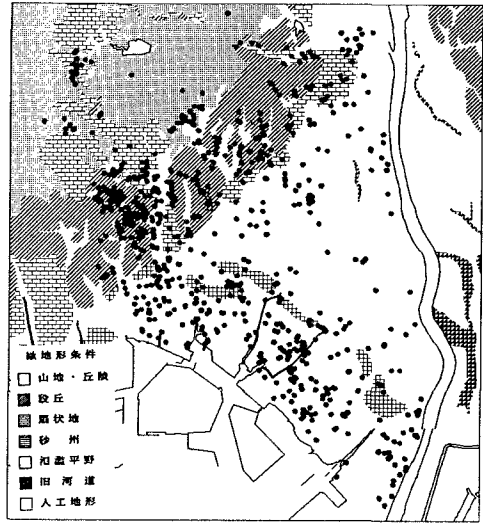 微地形条件
山地・丘陵
段丘
扇状地
砂州
氾濫平野
旧河道
人工地形